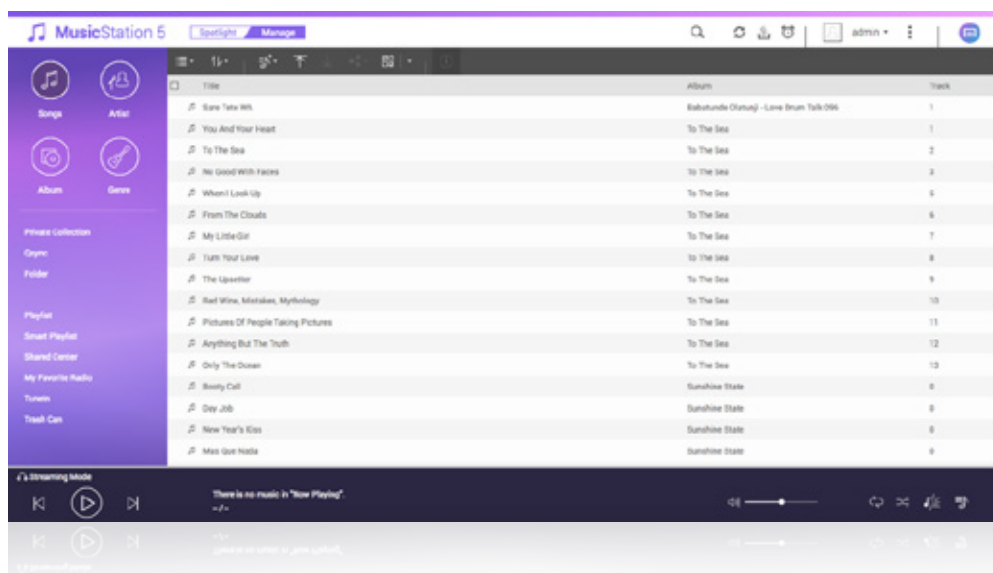 MusicStation 5
Spotlight Manage
admin
Songs Artist
Album Genre
Private Collection
Qsync
Folder
Playlist
Smart Playlist
Shared Center
My Favorite Radio
TuneIn
Trash Can
Title Album Track
Sare Tete Wh. Babatunde Olatunji - Love Drum Talk 096 1
You And Your Heart To The Sea 1
To The Sea To The Sea 2
No Good With Faces To The Sea 3
When I Look Up To The Sea 5
From The Clouds To The Sea 6
My Little Girl To The Sea 7
Turn Your Love To The Sea 8
The Upsetter To The Sea 9
Red Wine, Mistakes, Mythology To The Sea 10
Pictures Of People Taking Pictures To The Sea 11
Anything But The Truth To The Sea 12
Only The Ocean To The Sea 13
Booty Call Sunshine State 0
Day Job Sunshine State 0
New Year's Kiss Sunshine State 0
Mas Que Nada Sunshine State 0
Streaming Mode
There is no music in "Now Playing".
--/--